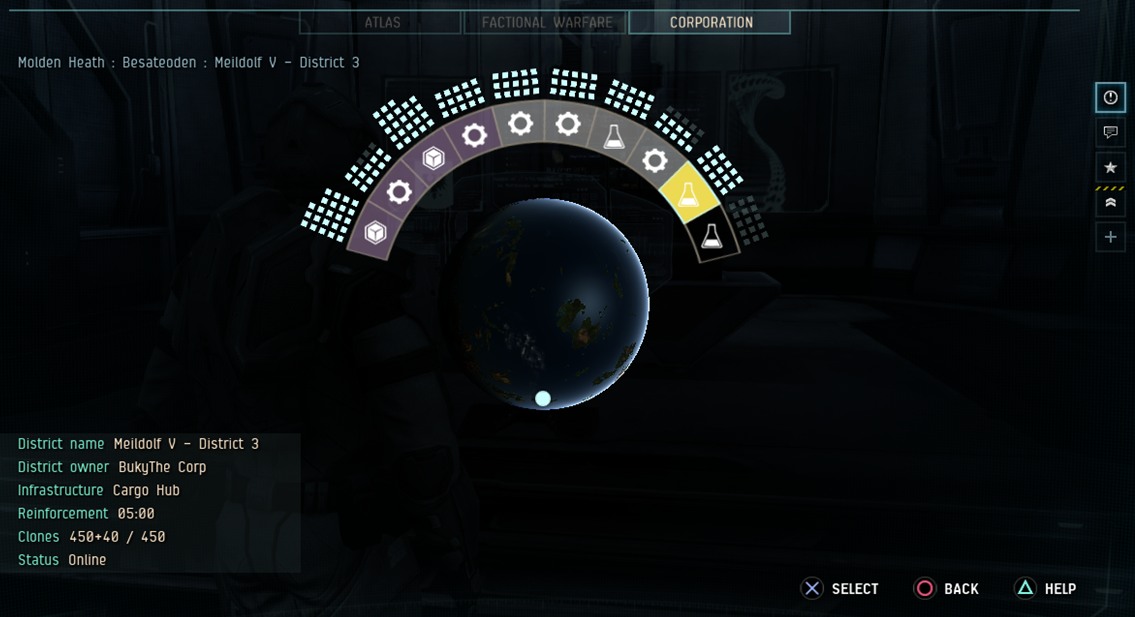 ATLAS
FACTIONAL WARFARE
CORPORATION
Molden Heath : Besateoden : Meildolf V - District 3
District name Meildolf V - District 3
District owner BukyThe Corp
Infrastructure Cargo Hub
Reinforcement 05:00
Clones 450+40 / 450
Status Online
SELECT
BACK
HELP